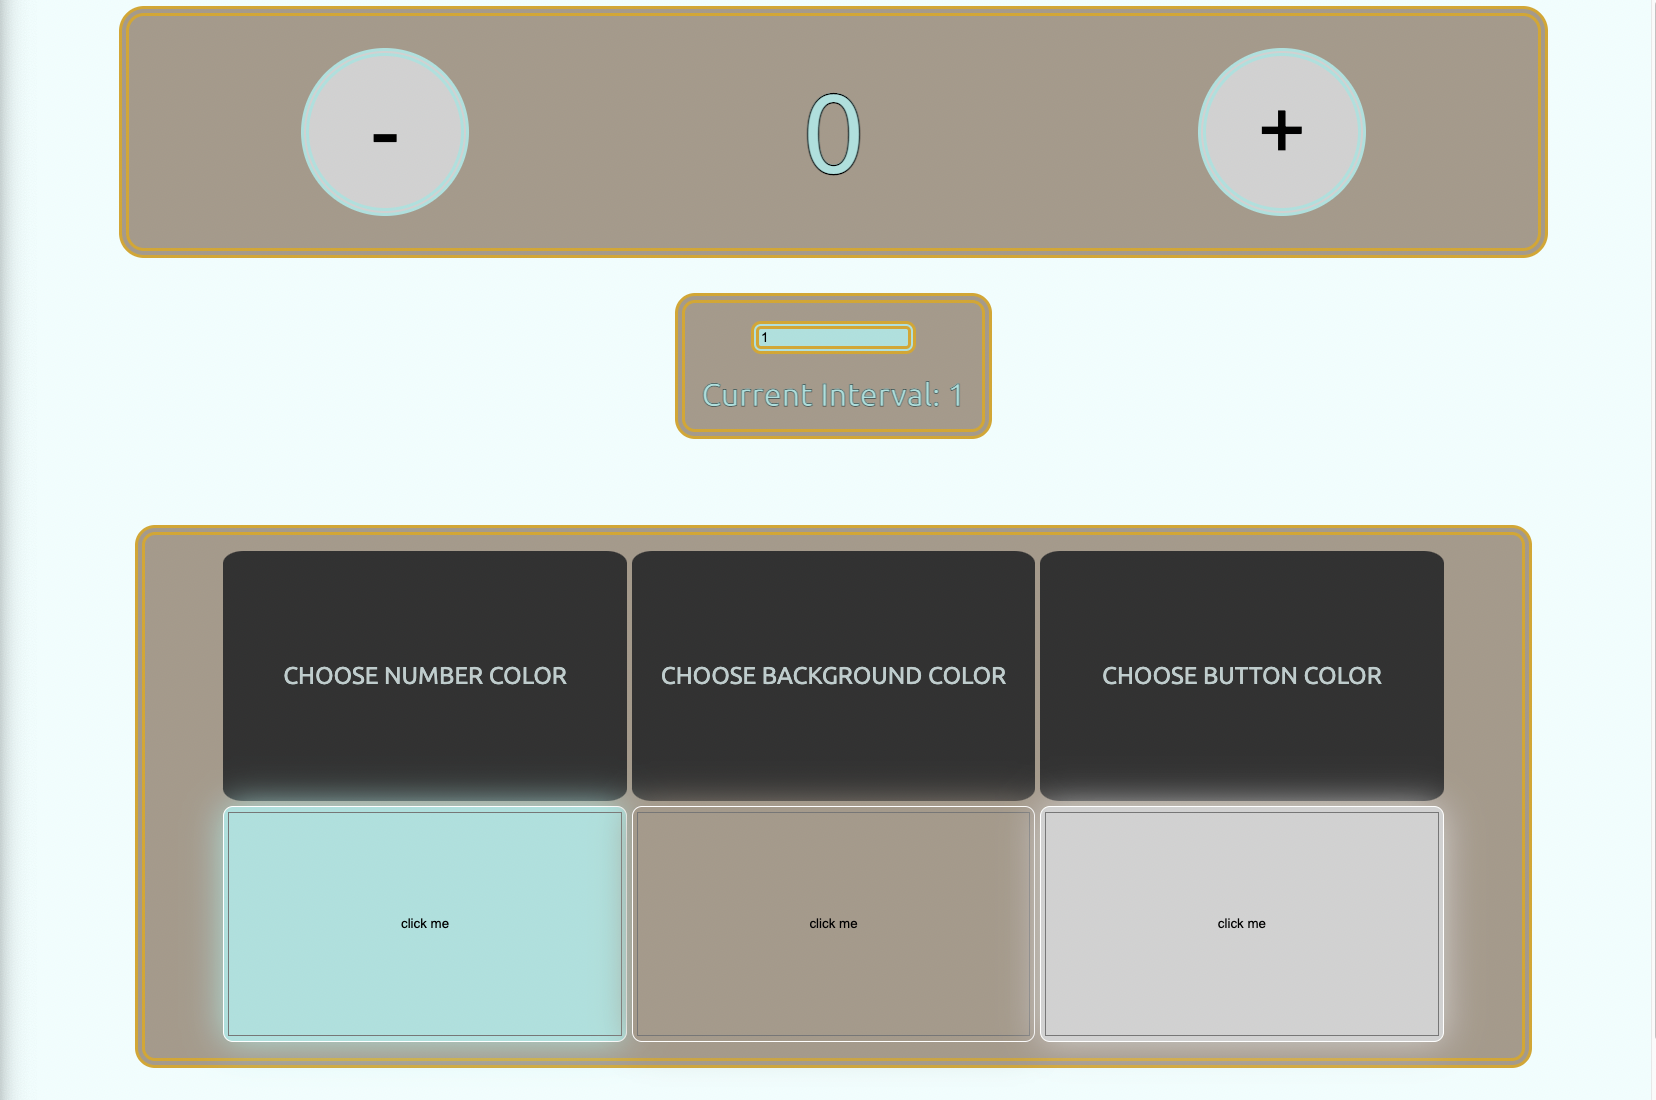 - 0 +
1
Current Interval: 1
CHOOSE NUMBER COLOR CHOOSE BACKGROUND COLOR CHOOSE BUTTON COLOR
click me click me click me